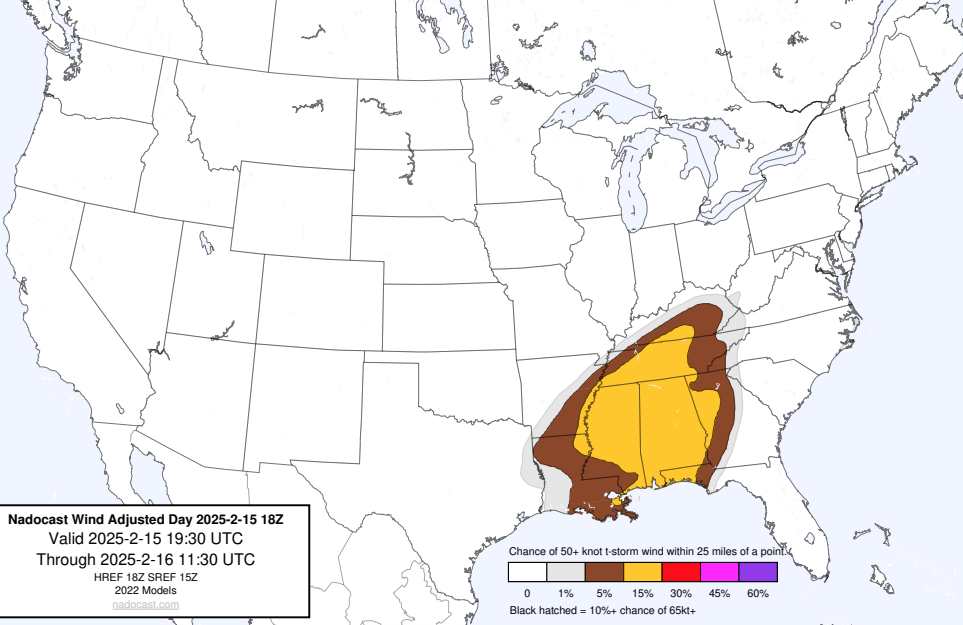 Nadocast Wind Adjusted Day 2025-2-15 18Z
Valid 2025-2-15 19:30 UTC
Through 2025-2-16 11:30 UTC
HREF 18Z SREF 15Z
2022 Models
nadocast.com
Chance of 50+ knot t-storm wind within 25 miles of a point.
0 1% 5% 15% 30% 45% 60%
Black hatched = 10%+ chance of 65kt+